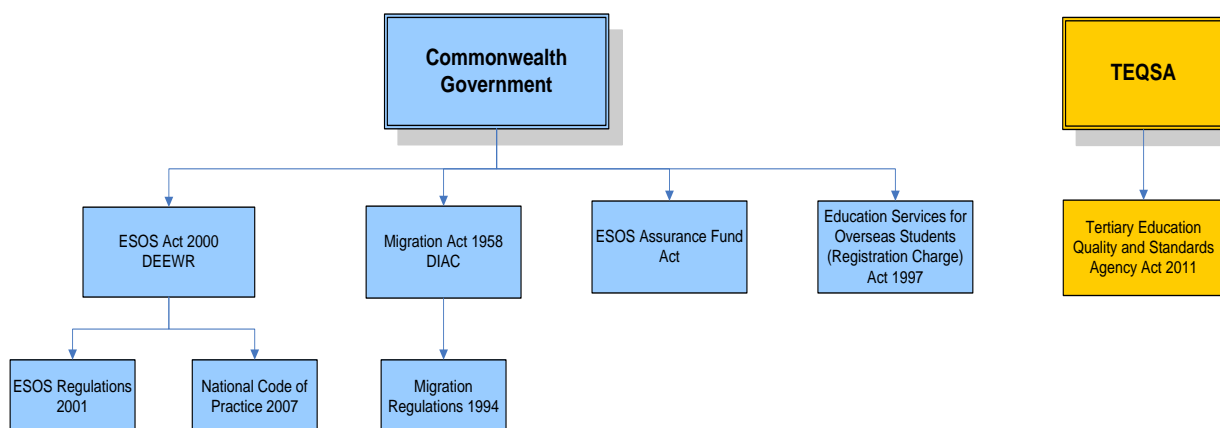 Commonwealth
Government
TEQSA
ESOS Act 2000
DEEWR
Migration Act 1958
DIAC
ESOS Assurance Fund
Act
Education Services for
Overseas Students
(Registration Charge)
Act 1997
Tertiary Education
Quality and Standards
Agency Act 2011
ESOS Regulations
2001
National Code of
Practice 2007
Migration
Regulations 1994